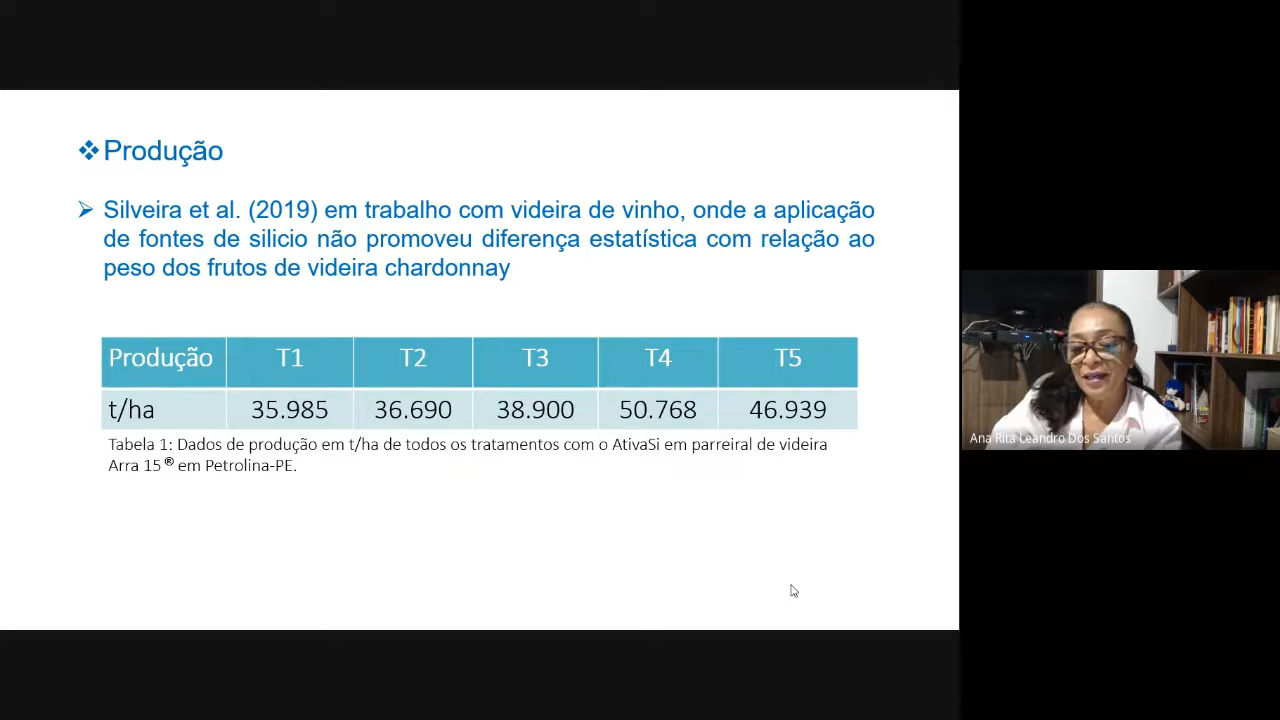 ❖Produção
➢ Silveira et al. (2019) em trabalho com videira de vinho, onde a aplicação
de fontes de silicio não promoveu diferença estatística com relação ao
peso dos frutos de videira chardonnay
Produção T1 T2 T3 T4 T5
t/ha 35.985 36.690 38.900 50.768 46.939
Tabela 1: Dados de produção em t/ha de todos os tratamentos com o AtivaSi em parreiral de videira
Arra 15® em Petrolina-PE.
Ana Rita Leandro Dos Santos